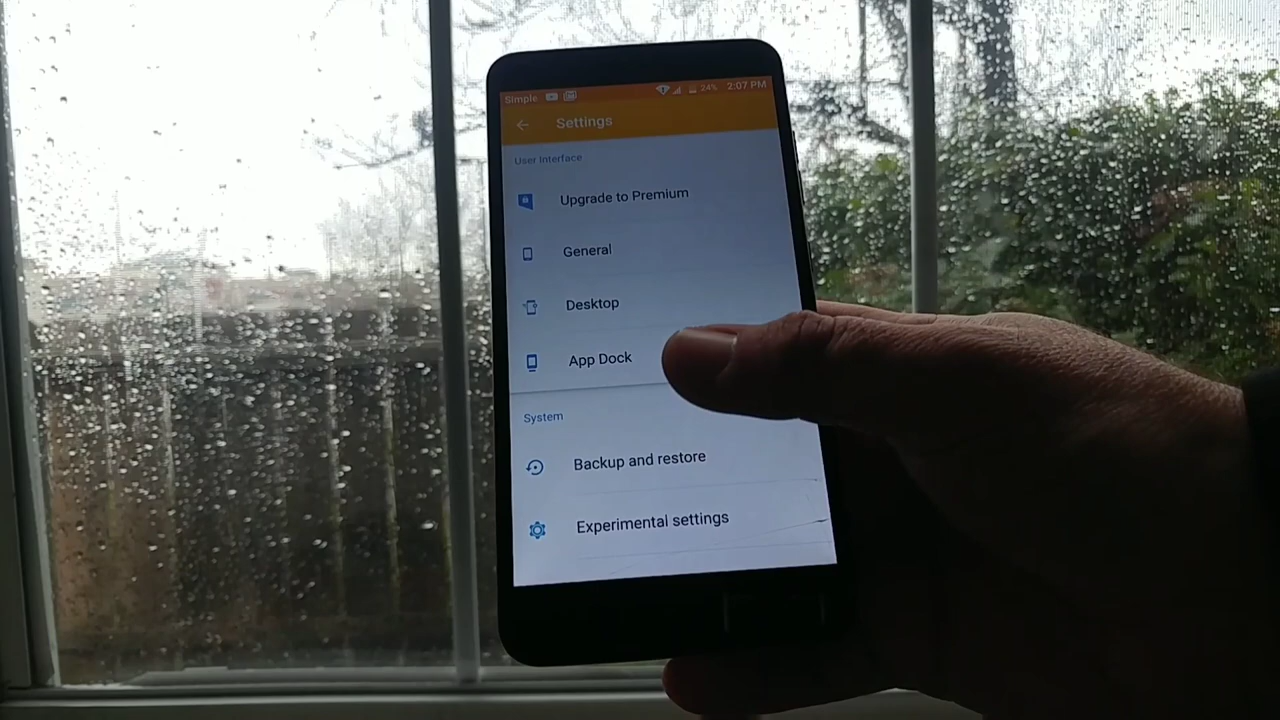 Simple 24% 2:07 PM
Settings
User Interface
Upgrade to Premium
General
Desktop
App Dock
System
Backup and restore
Experimental settings